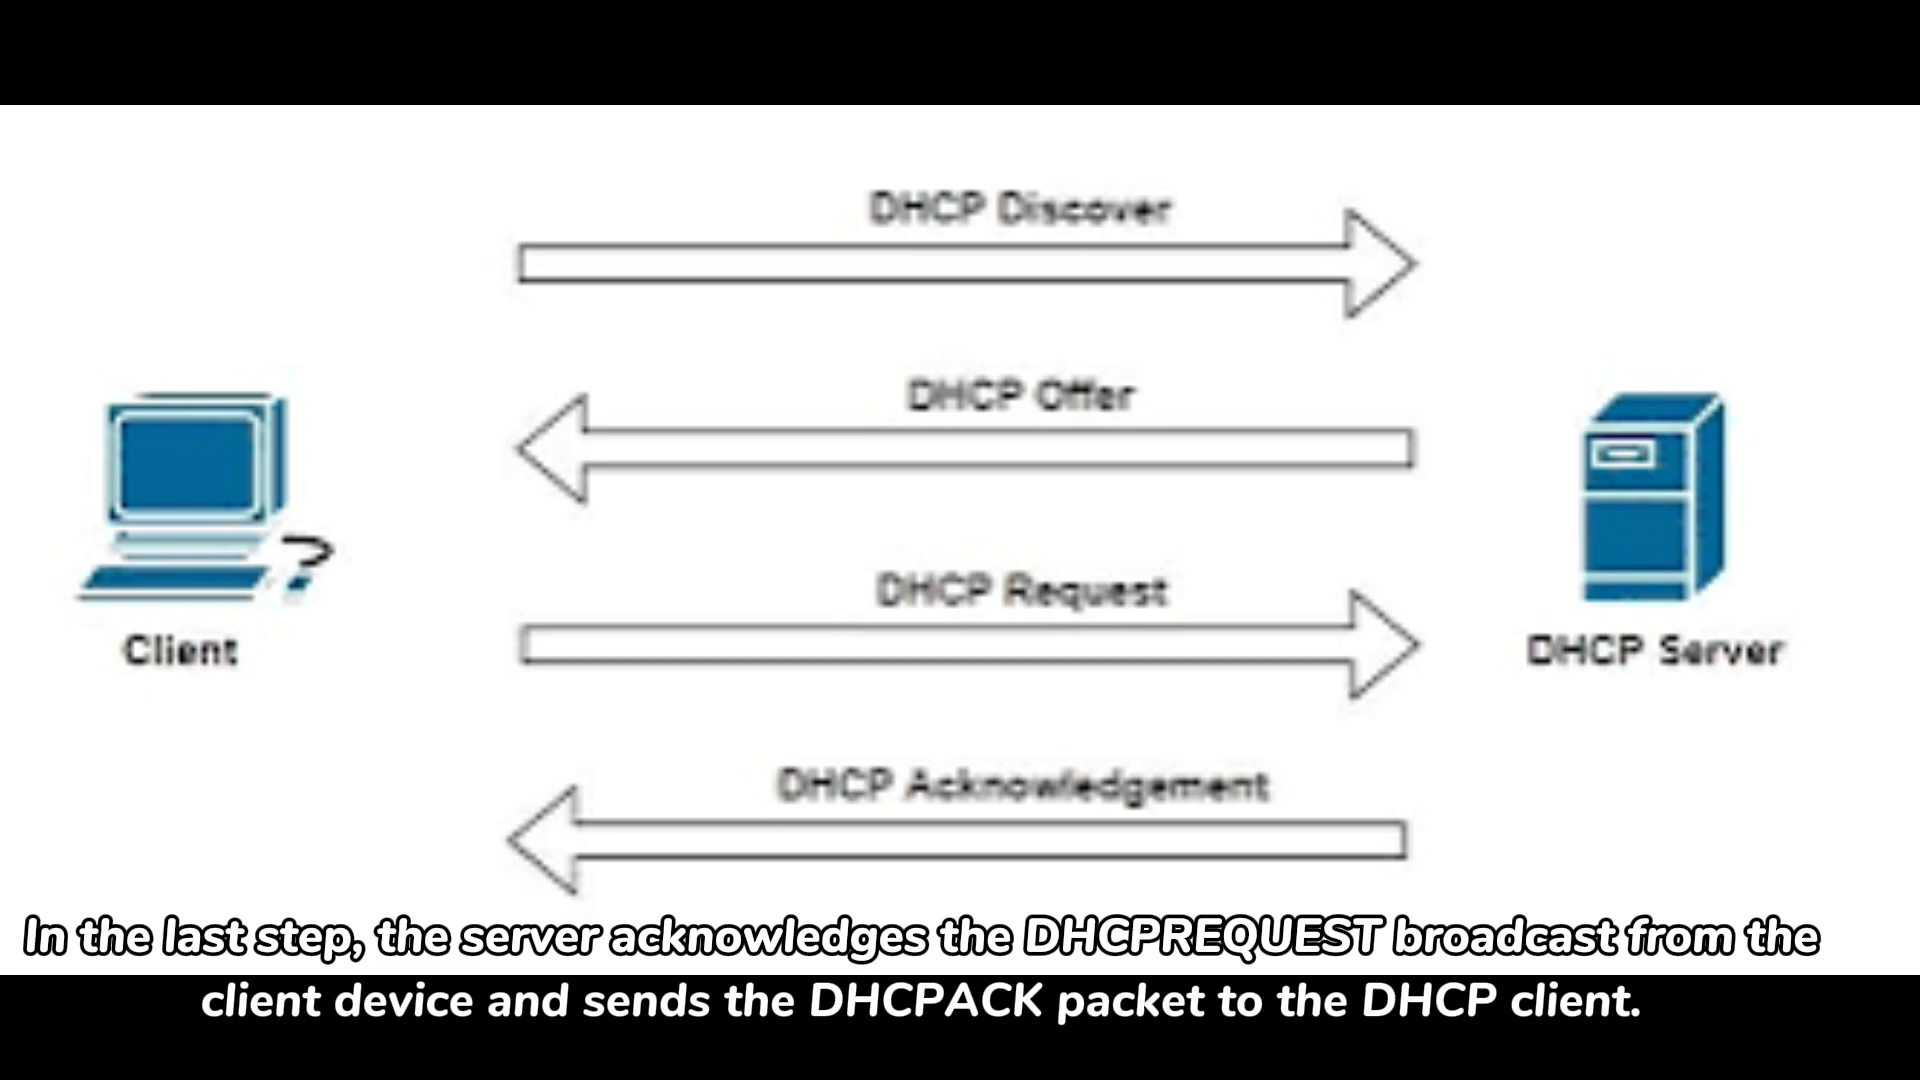 DHCP Discover
DHCP Offer
DHCP Request
Client
DHCP Server
DHCP Acknowledgement
In the last step, the server acknowledges the DHCPREQUEST broadcast from the
client device and sends the DHCPACK packet to the DHCP client.